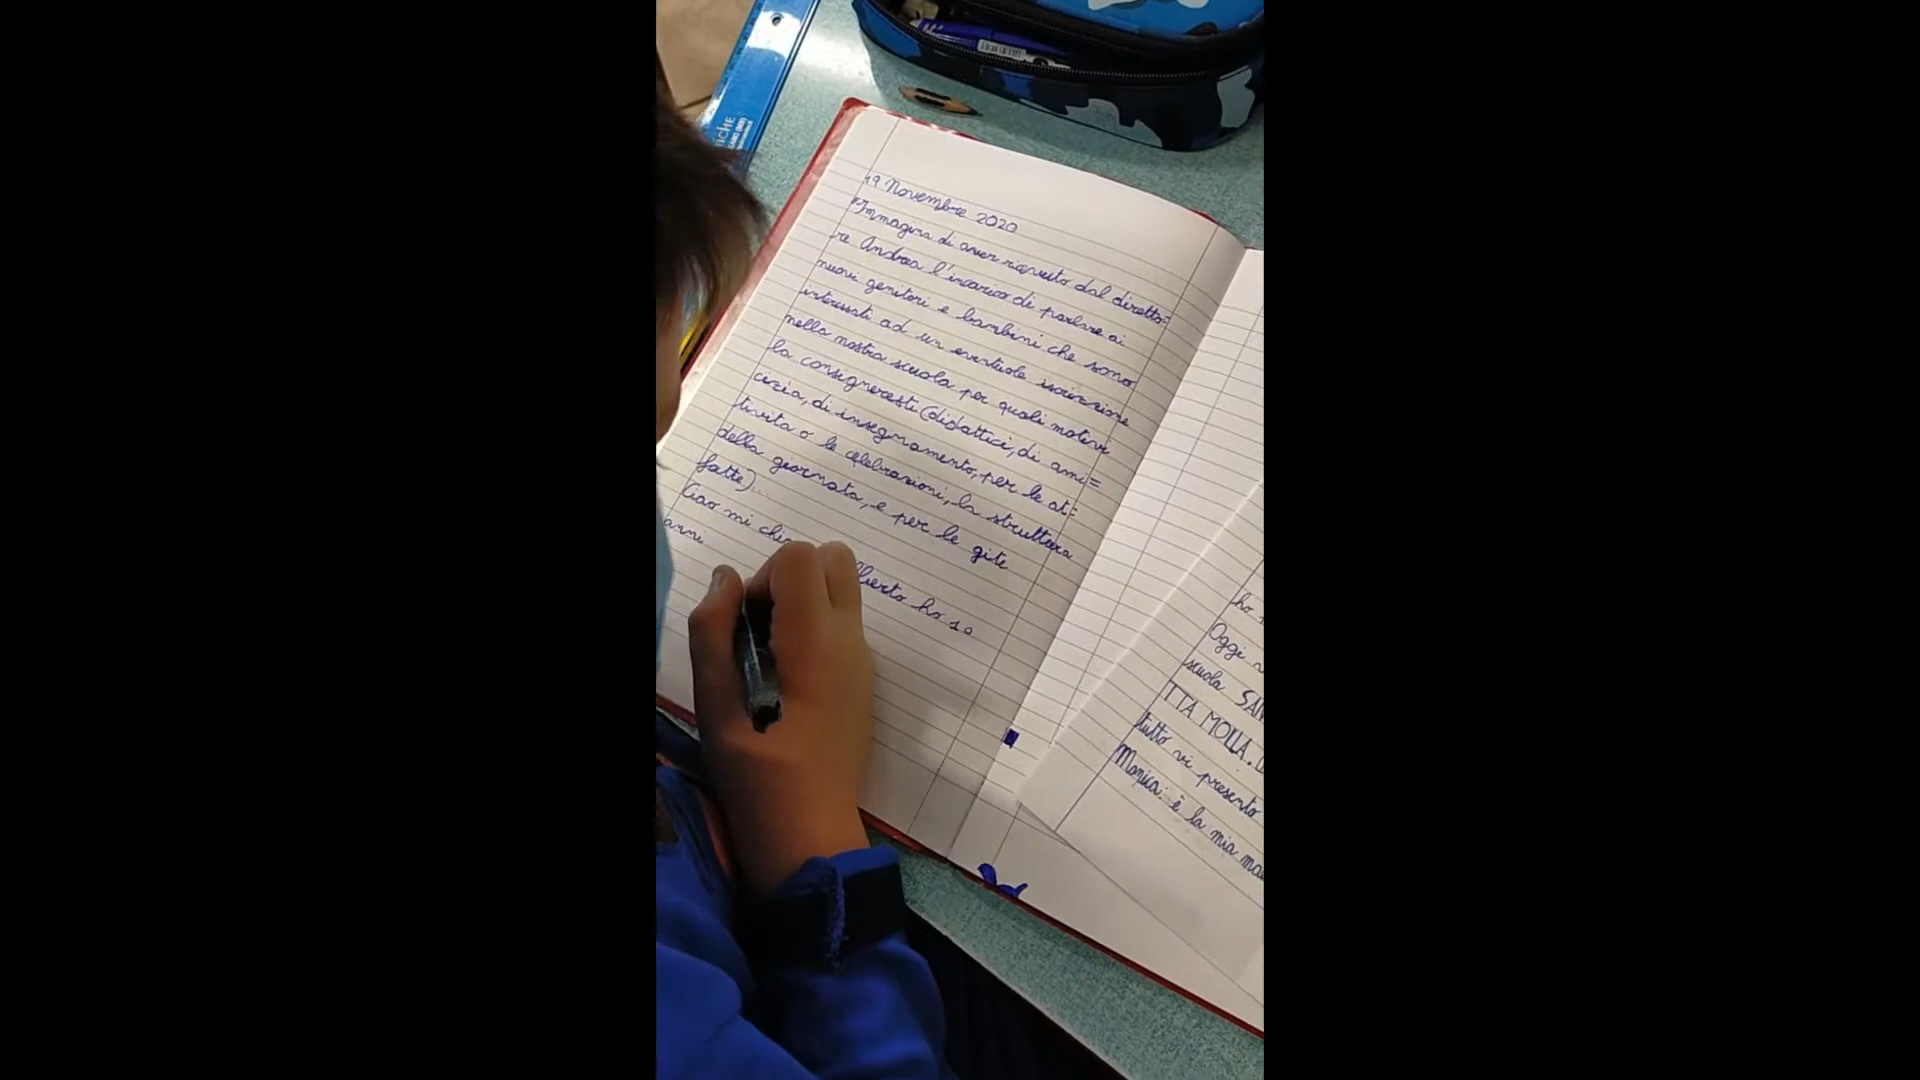 19 Novembre 2020
"Immagina di aver ricevuto dal diretto=
re Andrea l'incarico di parlare ai
nuovi genitori e bambini che sono
interessati ad un eventuale iscrizione
nella nostra scuola per quali motivi
la consiglieresti (didattici, di ami=
cizia, di insegnamento, per le at=
tivita o le celebrazioni, la struttura
della giornata, e per le gite
fatte)...
Ciao mi ho 10
anni
ho
Oggi
scuola SAN
TTA MOLLA.
tutto vi presento
Monica: è la mia